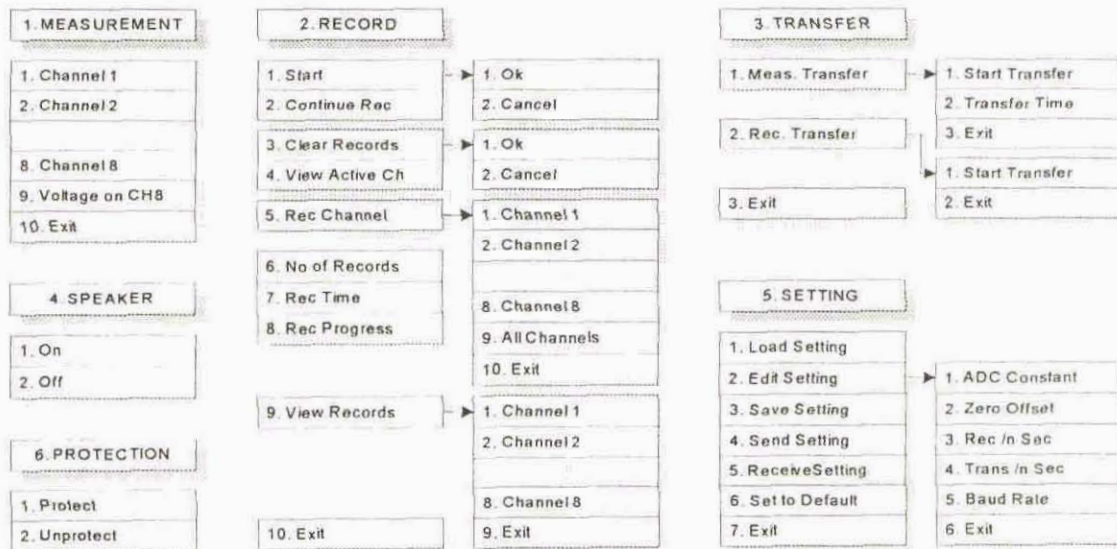 1. MEASUREMENT
1. Channel 1
2. Channel 2
8. Channel 8
9. Voltage on CH8
10. Exit
2. RECORD
1. Start
2. Continue Rec
1. Ok
2. Cancel
3. Clear Records
4. View Active Ch
1. Ok
2. Cancel
5. Rec Channel
1. Channel 1
2. Channel 2
8. Channel 8
9. All Channels
10. Exit
6. No of Records
7. Rec Time
8. Rec Progress
9. View Records
1. Channel 1
2. Channel 2
8. Channel 8
9. Exit
10. Exit
3. TRANSFER
1. Meas. Transfer
1. Start Transfer
2. Transfer Time
3. Exit
2. Rec. Transfer
1. Start Transfer
2. Exit
3. Exit
4. SPEAKER
1. On
2. Off
5. SETTING
1. Load Setting
2. Edit Setting
3. Save Setting
4. Send Setting
5. ReceiveSetting
6. Set to Default
7. Exit
1. ADC Constant
2. Zero Offset
3. Rec /n Sec
4. Trans /n Sec
5. Baud Rate
6. Exit
6. PROTECTION
1. Protect
2. Unprotect